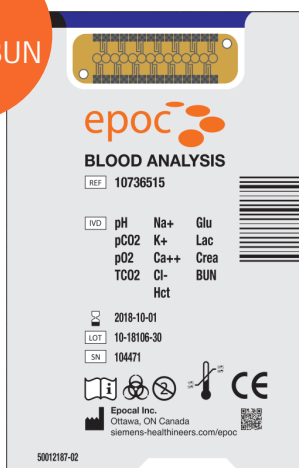 BUN
epoc
BLOOD ANALYSIS
REF 10736515
IVD pH Na+ Glu
pCO2 K+ Lac
pO2 Ca++ Crea
TCO2 Cl- BUN
Hct
2018-10-01
LOT 10-18106-30
SN 104471
i 2
Epocal Inc.
Ottawa, ON Canada
siemens-healthineers.com/epoc
50012187-02